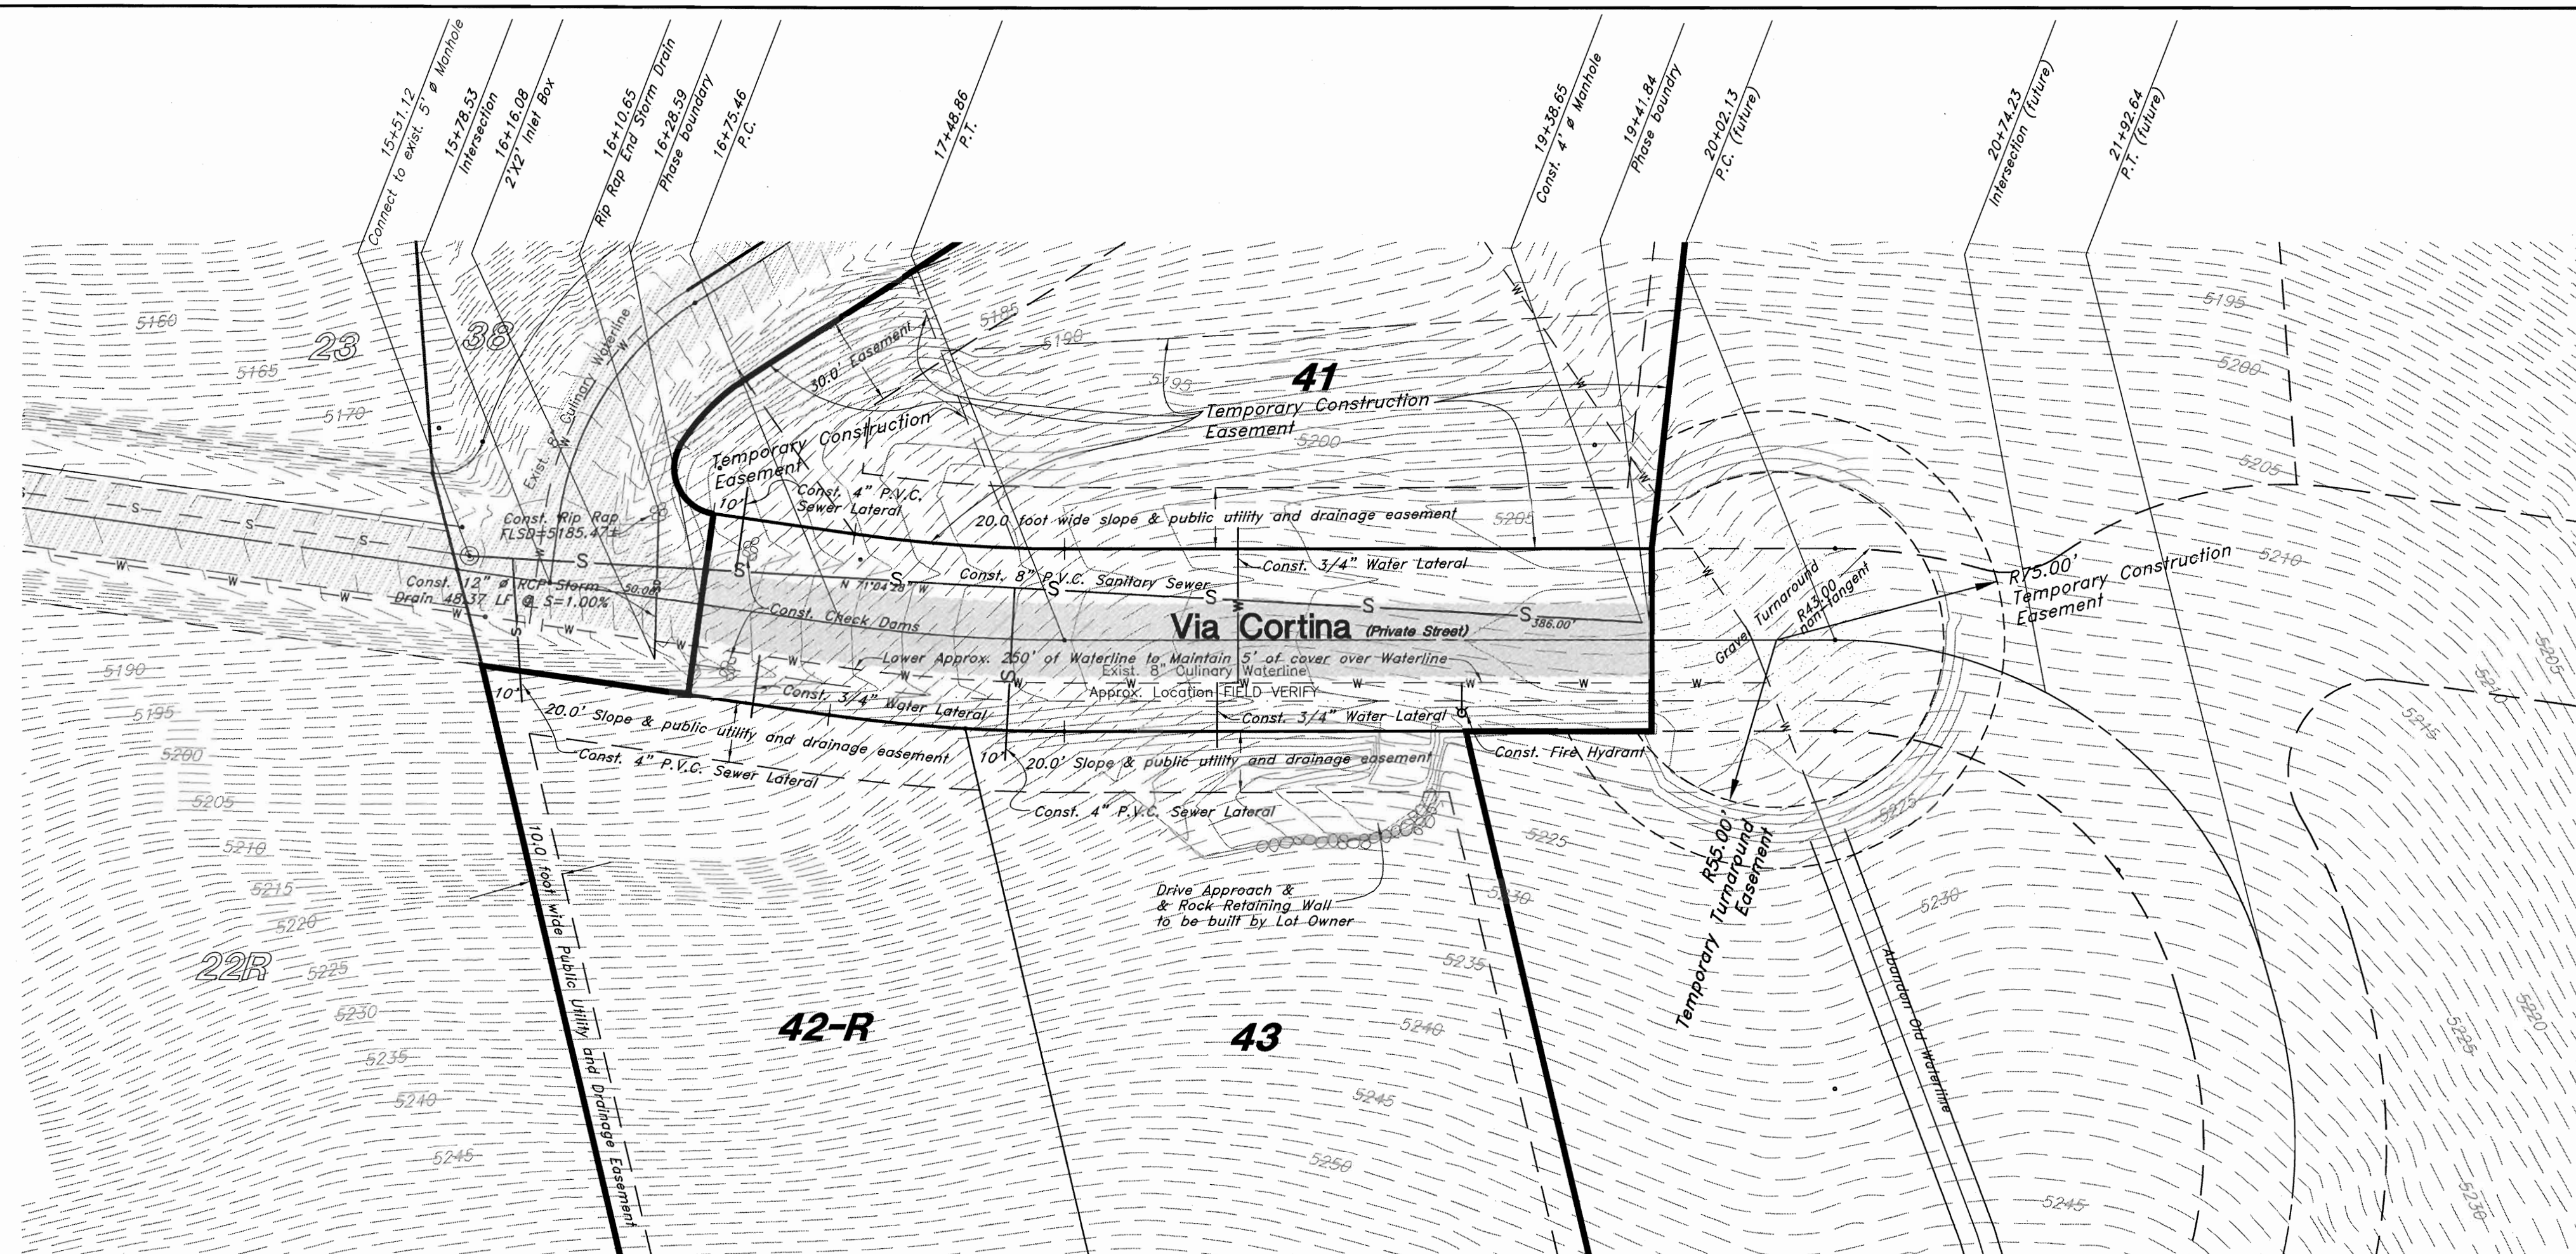 15+51.12
Connect to exist. 5' ø Manhole
15+78.53
Intersection
16+16.08
2'X2' Inlet Box
16+10.65
Rip Rap End Storm Drain
16+28.59
Phase boundary
16+75.46
P.C.
17+48.86
P.T.
19+38.65
Const. 4' ø Manhole
19+41.84
Phase boundry
20+02.13
P.C. (future)
20+74.23
Intersection (future)
21+92.64
P.T. (future)
5160
23
38
5165
5170
Exist. 8" Culinary Waterline
W
W
W
30.0' Easement
5185
5190
5195
41
Temporary Construction
Easement
5200
Temporary Construction
Easement
10'
Const. 4" P.V.C.
Sewer Lateral
20.0 foot wide slope & public utility and drainage easement
5205
W
W
W
5195
5200
5205
5210
Const. Rip Rap
FLSD=5185.47±
S
S
S
S
S
S
S
S
S
S
Const. 12" ø RCP Storm
Drain 48.37 LF @ S=1.00%
50.08'
N 71°04'28" W
Const. 8" P.V.C. Sanitary Sewer
Const. 3/4" Water Lateral
Const. Check Dams
Via Cortina (Private Street)
386.00'
Lower Approx. 250' of Waterline to Maintain 5' of cover over Waterline
Exist. 8" Culinary Waterline
Approx. Location FIELD VERIFY
W
W
W
W
W
W
W
W
W
W
W
W
W
Const. 3/4" Water Lateral
Const. 3/4" Water Lateral
Const. Fire Hydrant
Gravel Turnaround
R43.00
non tangent
R75.00'
Temporary Construction
Easement
10'
20.0' Slope & public utility and drainage easement
Const. 4" P.V.C. Sewer Lateral
10'
20.0' Slope & public utility and drainage easement
Const. 4" P.V.C. Sewer Lateral
Drive Approach &
& Rock Retaining Wall
to be built by Lot Owner
R55.00'
Temporary Turnaround
Easement
Abandon Old Waterline
10.0 foot wide Public Utility and Drainage Easement
5190
5195
5200
5205
5210
5215
5220
22R
5225
5230
5235
5240
5245
42-R
43
5225
5230
5235
5240
5245
5250
5225
5230
5245
5205
5210
5215
5220
5225
5230